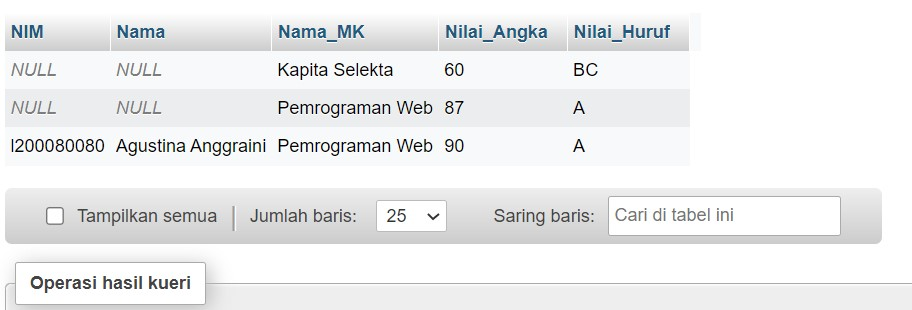 NIM Nama Nama_MK Nilai_Angka Nilai_Huruf
NULL NULL Kapita Selekta 60 BC
NULL NULL Pemrograman Web 87 A
l200080080 Agustina Anggraini Pemrograman Web 90 A
Tampilkan semua Jumlah baris: 25 Saring baris: Cari di tabel ini
Operasi hasil kueri